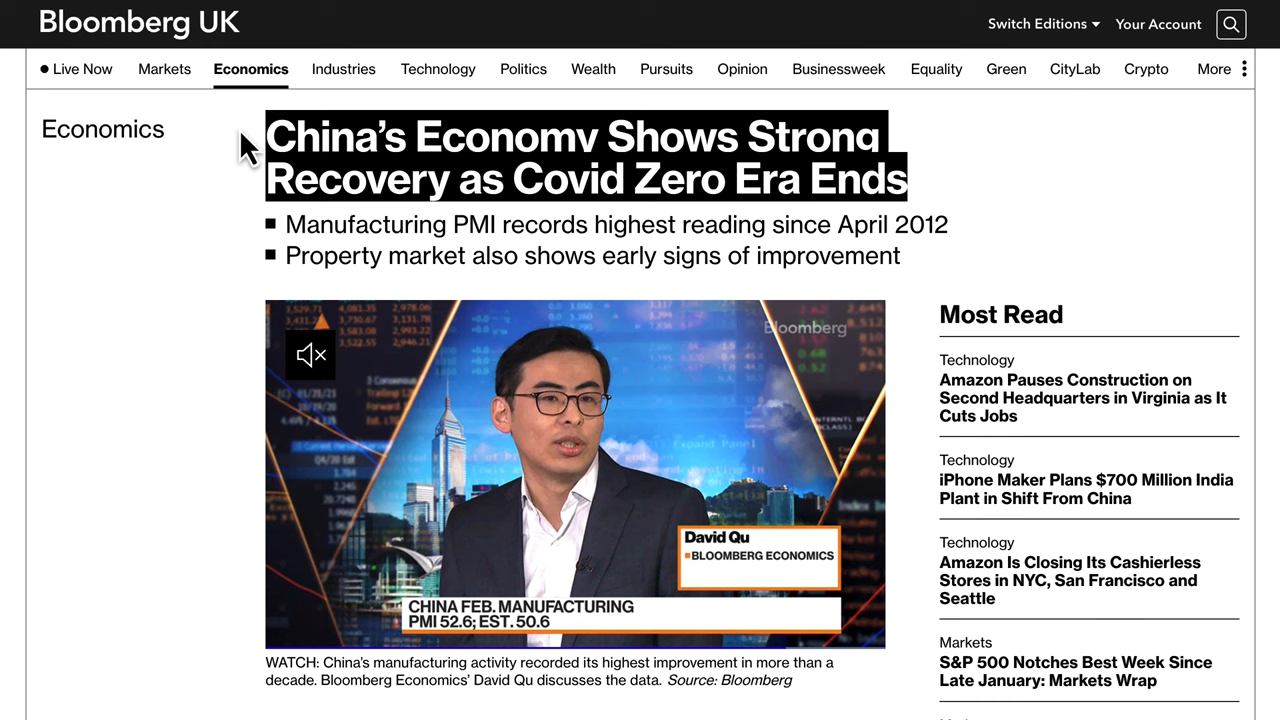 Bloomberg UK
Switch Editions
Your Account
Live Now
Markets
Economics
Industries
Technology
Politics
Wealth
Pursuits
Opinion
Businessweek
Equality
Green
CityLab
Crypto
More
Economics
China's Economy Shows Strong
Recovery as Covid Zero Era Ends
Manufacturing PMI records highest reading since April 2012
Property market also shows early signs of improvement
Bloomberg
David Qu
BLOOMBERG ECONOMICS
CHINA FEB. MANUFACTURING
PMI 52.6; EST. 50.6
WATCH: China's manufacturing activity recorded its highest improvement in more than a
decade. Bloomberg Economics' David Qu discusses the data. Source: Bloomberg
Most Read
Technology
Amazon Pauses Construction on
Second Headquarters in Virginia as It
Cuts Jobs
Technology
iPhone Maker Plans $700 Million India
Plant in Shift From China
Technology
Amazon Is Closing Its Cashierless
Stores in NYC, San Francisco and
Seattle
Markets
S&P 500 Notches Best Week Since
Late January: Markets Wrap